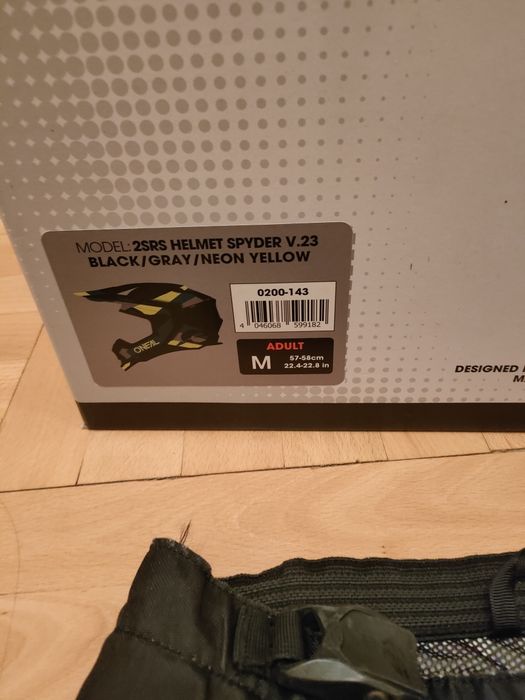 MODEL: 2SRS HELMET SPYDER V.23
BLACK/GRAY/NEON YELLOW
O'NEAL
0200-143
4 046068 599182
ADULT
M 57-58cm
22.4-22.8 in
DESIGNED